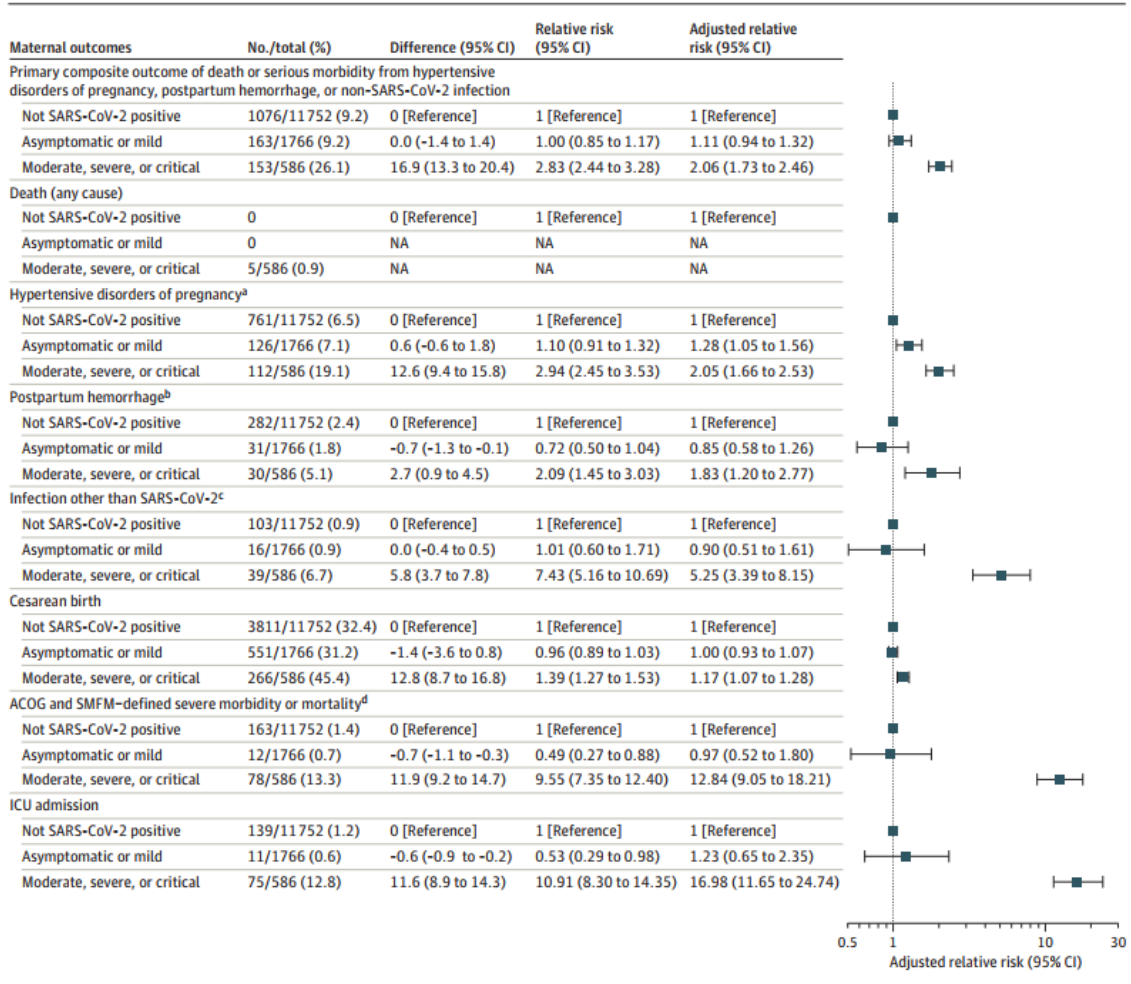 Maternal outcomes No./total (%) Difference (95% CI) Relative risk (95% CI) Adjusted relative risk (95% CI)
Primary composite outcome of death or serious morbidity from hypertensive
disorders of pregnancy, postpartum hemorrhage, or non-SARS-CoV-2 infection
Not SARS-CoV-2 positive 1076/11752 (9.2) 0 [Reference] 1 [Reference] 1 [Reference]
Asymptomatic or mild 163/1766 (9.2) 0.0 (-1.4 to 1.4) 1.00 (0.85 to 1.17) 1.11 (0.94 to 1.32)
Moderate, severe, or critical 153/586 (26.1) 16.9 (13.3 to 20.4) 2.83 (2.44 to 3.28) 2.06 (1.73 to 2.46)
Death (any cause)
Not SARS-CoV-2 positive 0 0 [Reference] 1 [Reference] 1 [Reference]
Asymptomatic or mild 0 NA NA NA
Moderate, severe, or critical 5/586 (0.9) NA NA NA
Hypertensive disorders of pregnancyᵃ
Not SARS-CoV-2 positive 761/11752 (6.5) 0 [Reference] 1 [Reference] 1 [Reference]
Asymptomatic or mild 126/1766 (7.1) 0.6 (-0.6 to 1.8) 1.10 (0.91 to 1.32) 1.28 (1.05 to 1.56)
Moderate, severe, or critical 112/586 (19.1) 12.6 (9.4 to 15.8) 2.94 (2.45 to 3.53) 2.05 (1.66 to 2.53)
Postpartum hemorrhageᵇ
Not SARS-CoV-2 positive 282/11752 (2.4) 0 [Reference] 1 [Reference] 1 [Reference]
Asymptomatic or mild 31/1766 (1.8) -0.7 (-1.3 to -0.1) 0.72 (0.50 to 1.04) 0.85 (0.58 to 1.26)
Moderate, severe, or critical 30/586 (5.1) 2.7 (0.9 to 4.5) 2.09 (1.45 to 3.03) 1.83 (1.20 to 2.77)
Infection other than SARS-CoV-2ᶜ
Not SARS-CoV-2 positive 103/11752 (0.9) 0 [Reference] 1 [Reference] 1 [Reference]
Asymptomatic or mild 16/1766 (0.9) 0.0 (-0.4 to 0.5) 1.01 (0.60 to 1.71) 0.90 (0.51 to 1.61)
Moderate, severe, or critical 39/586 (6.7) 5.8 (3.7 to 7.8) 7.43 (5.16 to 10.69) 5.25 (3.39 to 8.15)
Cesarean birth
Not SARS-CoV-2 positive 3811/11752 (32.4) 0 [Reference] 1 [Reference] 1 [Reference]
Asymptomatic or mild 551/1766 (31.2) -1.4 (-3.6 to 0.8) 0.96 (0.89 to 1.03) 1.00 (0.93 to 1.07)
Moderate, severe, or critical 266/586 (45.4) 12.8 (8.7 to 16.8) 1.39 (1.27 to 1.53) 1.17 (1.07 to 1.28)
ACOG and SMFM–defined severe morbidity or mortalityᵈ
Not SARS-CoV-2 positive 163/11752 (1.4) 0 [Reference] 1 [Reference] 1 [Reference]
Asymptomatic or mild 12/1766 (0.7) -0.7 (-1.1 to -0.3) 0.49 (0.27 to 0.88) 0.97 (0.52 to 1.80)
Moderate, severe, or critical 78/586 (13.3) 11.9 (9.2 to 14.7) 9.55 (7.35 to 12.40) 12.84 (9.05 to 18.21)
ICU admission
Not SARS-CoV-2 positive 139/11752 (1.2) 0 [Reference] 1 [Reference] 1 [Reference]
Asymptomatic or mild 11/1766 (0.6) -0.6 (-0.9 to -0.2) 0.53 (0.29 to 0.98) 1.23 (0.65 to 2.35)
Moderate, severe, or critical 75/586 (12.8) 11.6 (8.9 to 14.3) 10.91 (8.30 to 14.35) 16.98 (11.65 to 24.74)
0.5 1 10 30
Adjusted relative risk (95% CI)